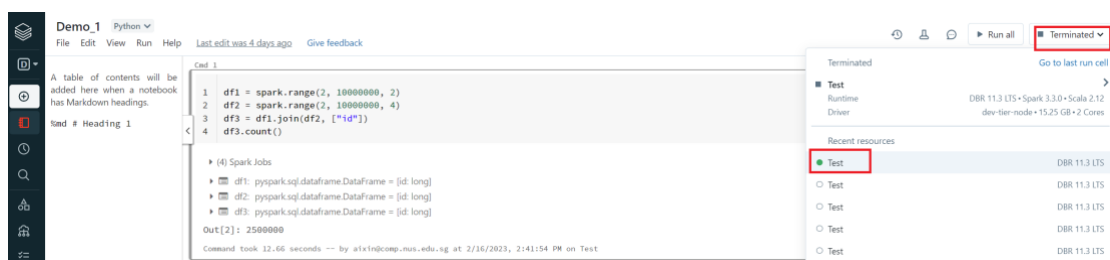 Demo_1 Python
File Edit View Run Help Last edit was 4 days ago Give feedback
Run all
Terminated
D
A table of contents will be
added here when a notebook
has Markdown headings.
%md # Heading 1
Cmd 1
1 df1 = spark.range(2, 10000000, 2)
2 df2 = spark.range(2, 10000000, 4)
3 df3 = df1.join(df2, ["id"])
4 df3.count()
(4) Spark Jobs
df1: pyspark.sql.dataframe.DataFrame = [id: long]
df2: pyspark.sql.dataframe.DataFrame = [id: long]
df3: pyspark.sql.dataframe.DataFrame = [id: long]
Out[2]: 2500000
Command took 12.66 seconds -- by aixin@comp.nus.edu.sg at 2/16/2023, 2:41:54 PM on Test
Terminated Go to last run cell
Test
Runtime DBR 11.3 LTS • Spark 3.3.0 • Scala 2.12
Driver dev-tier-node • 15.25 GB • 2 Cores
Recent resources
Test DBR 11.3 LTS
Test DBR 11.3 LTS
Test DBR 11.3 LTS
Test DBR 11.3 LTS
Test DBR 11.3 LTS